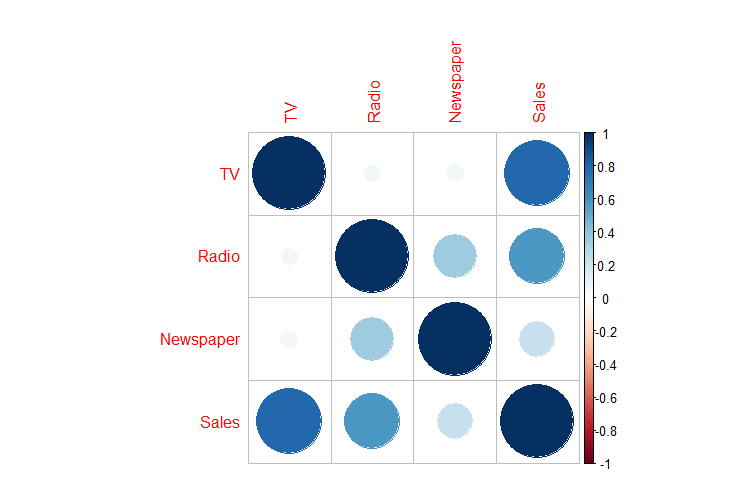 TV
Radio
Newspaper
Sales
TV
Radio
Newspaper
Sales
1
0.8
0.6
0.4
0.2
0
-0.2
-0.4
-0.6
-0.8
-1